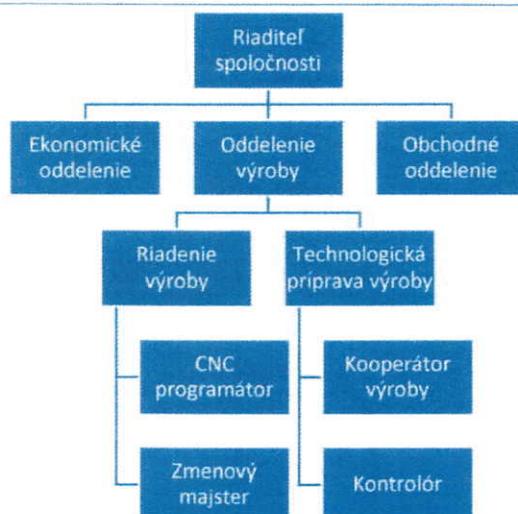 Riaditeľ
spoločnosti
Ekonomické
oddelenie
Oddelenie
výroby
Obchodné
oddelenie
Riadenie
výroby
Technologická
príprava výroby
CNC
programátor
Kooperátor
výroby
Zmenový
majster
Kontrolór